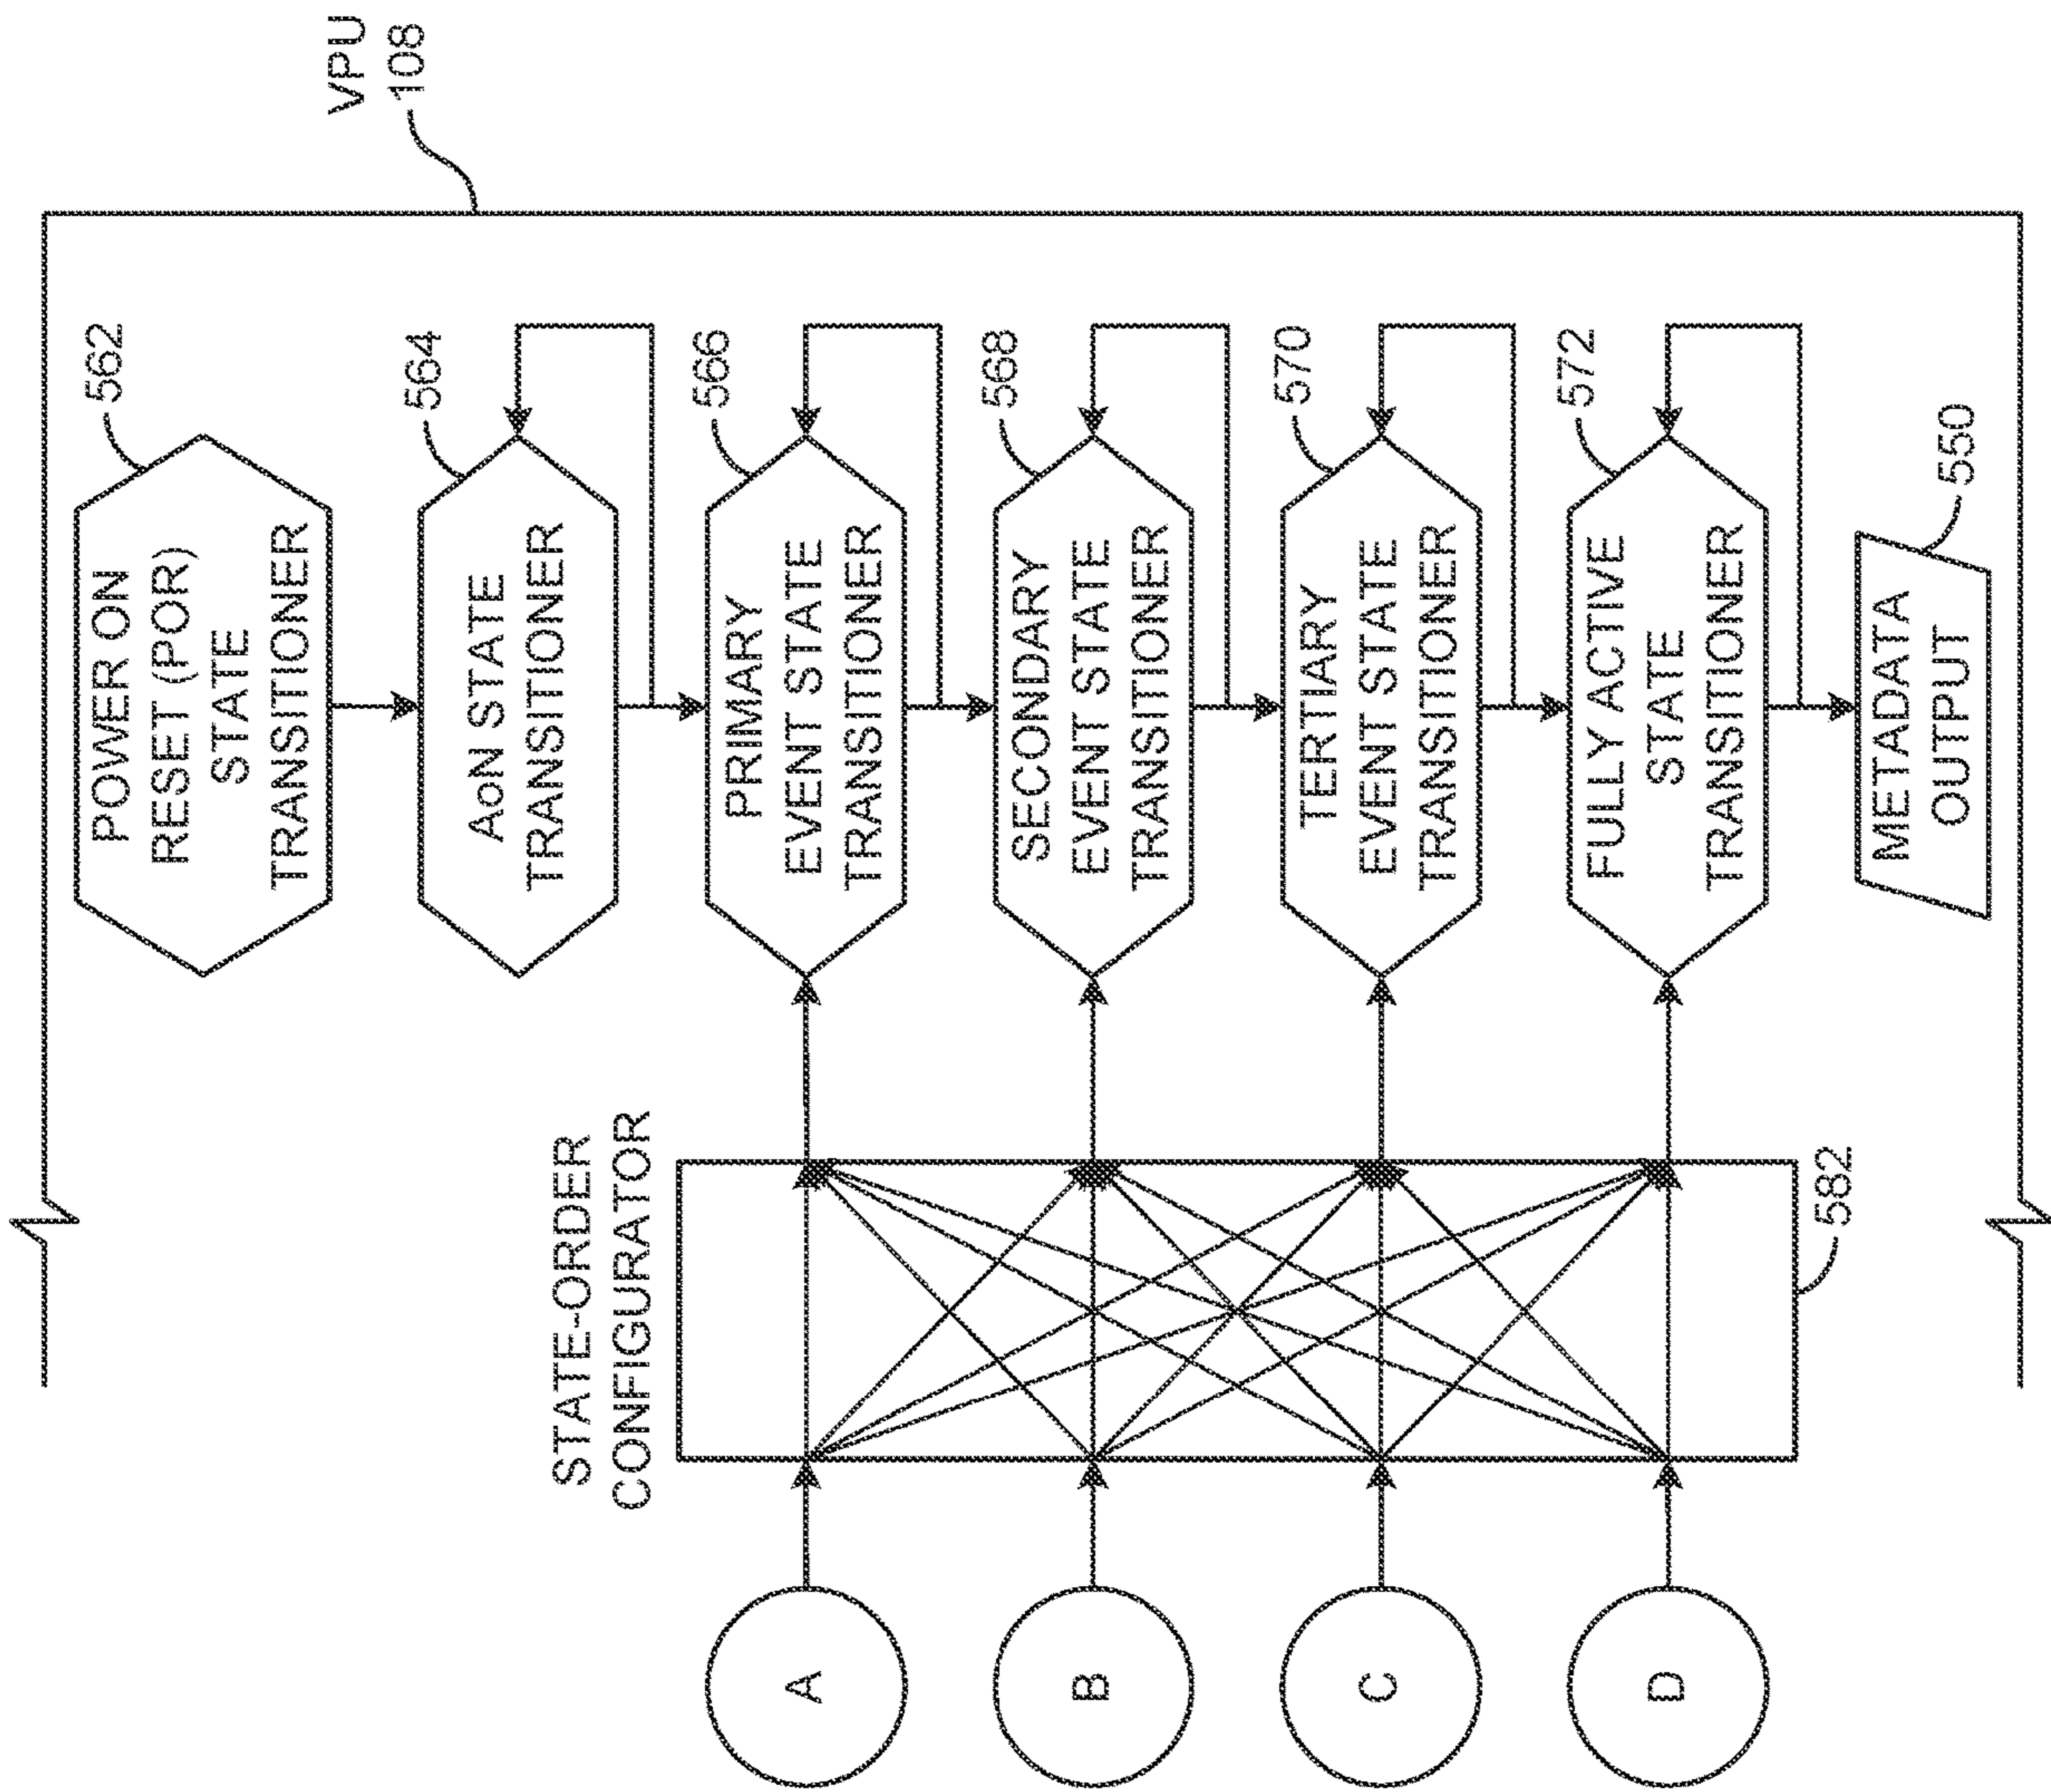 VPU
108
POWER ON
RESET (POR)
STATE
TRANSITIONER
562
AoN STATE
TRANSITIONER
564
PRIMARY
EVENT STATE
TRANSITIONER
566
SECONDARY
EVENT STATE
TRANSITIONER
568
TERTIARY
EVENT STATE
TRANSITIONER
570
FULLY ACTIVE
STATE
TRANSITIONER
572
METADATA
OUTPUT
550
STATE-ORDER
CONFIGURATOR
582
A
B
C
D